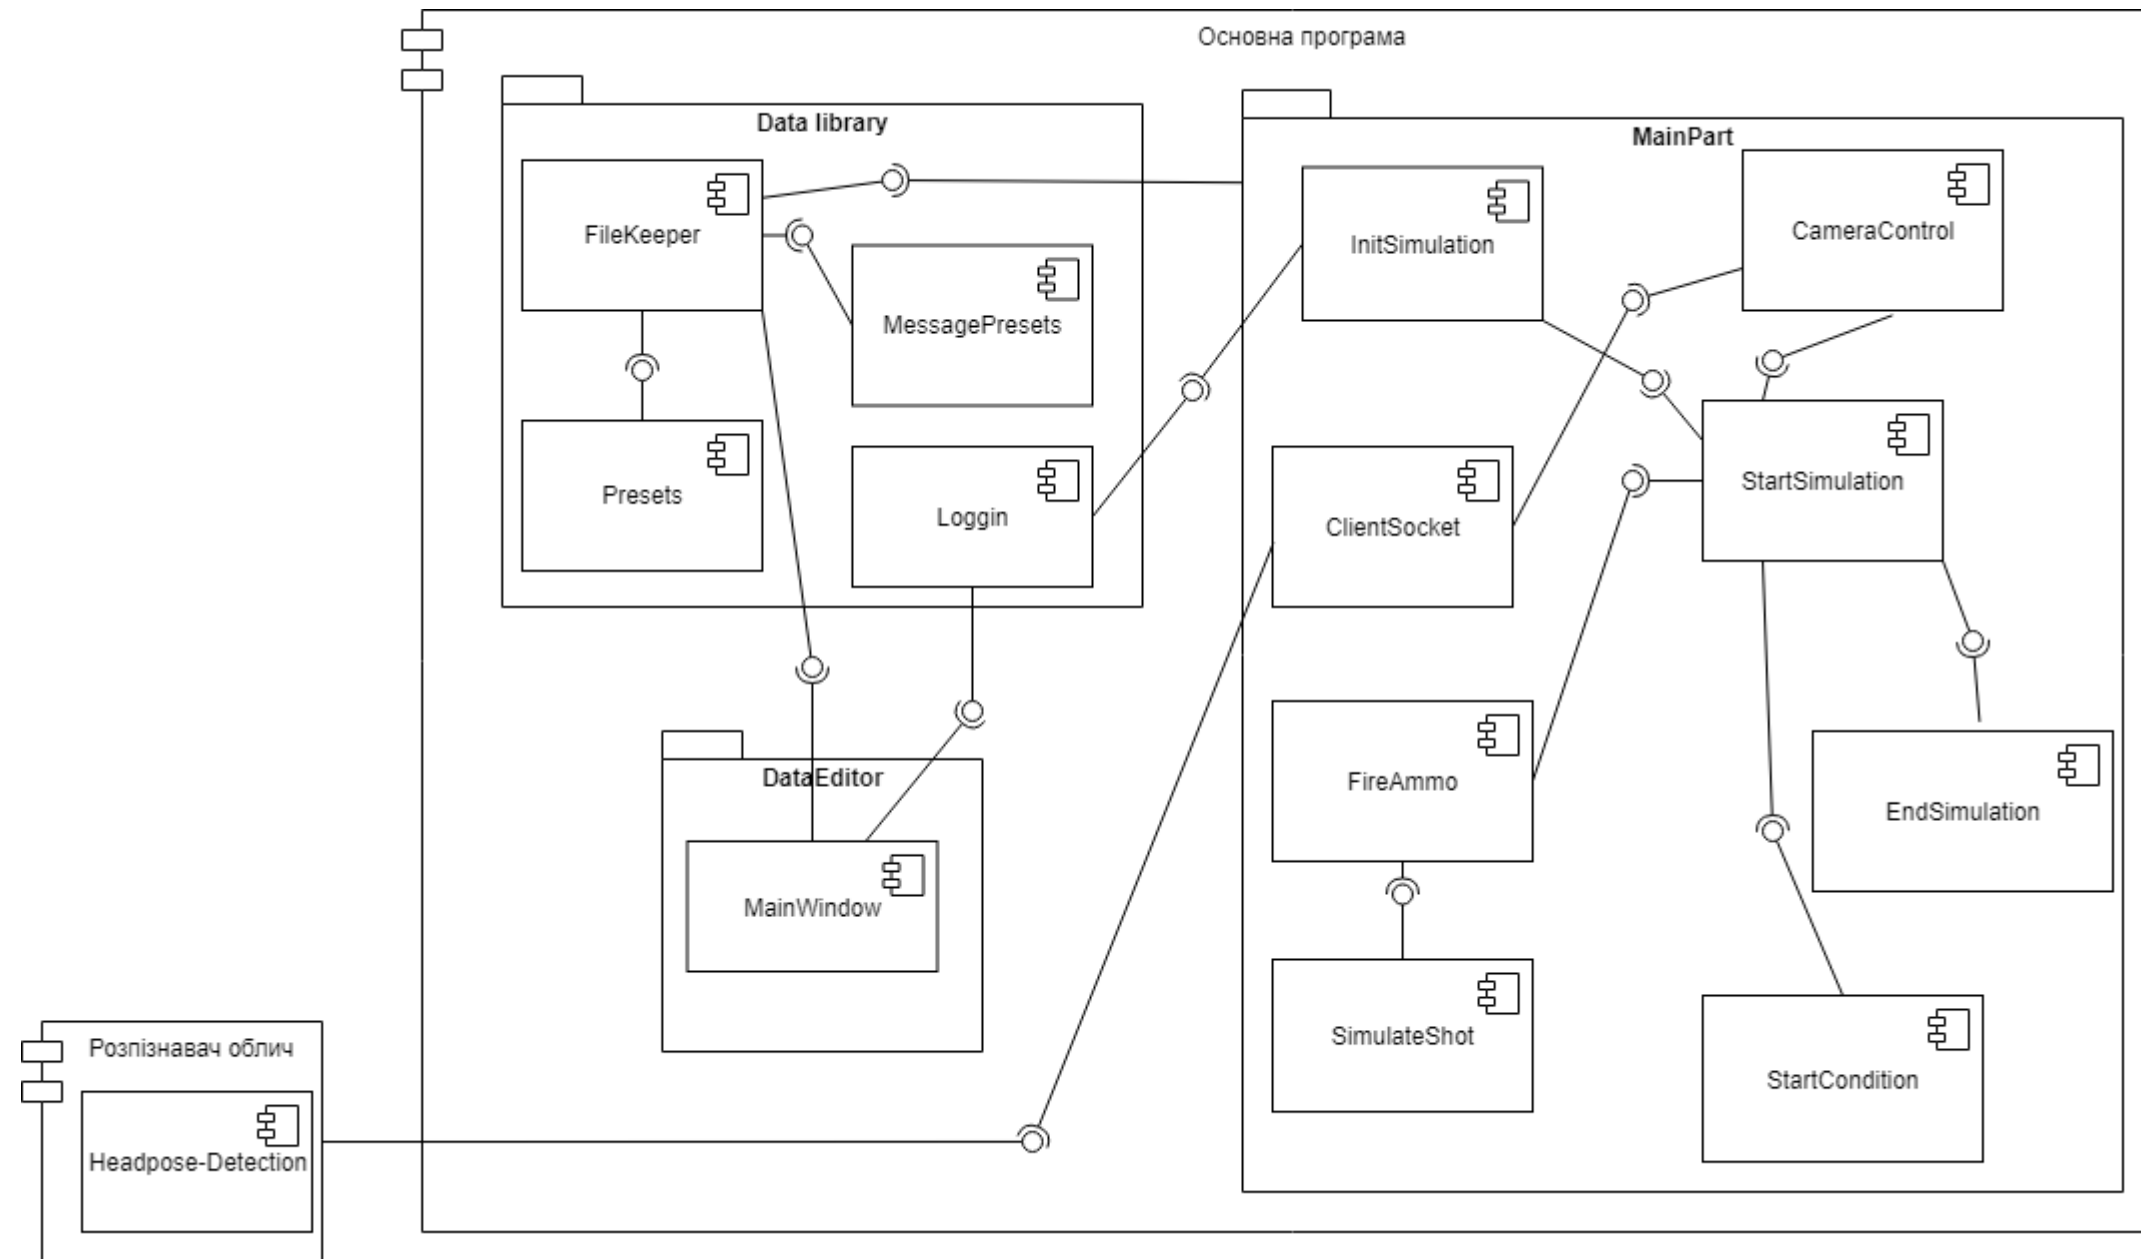 Основна програма
Data library
MainPart
FileKeeper
InitSimulation
CameraControl
MessagePresets
Presets
Loggin
ClientSocket
StartSimulation
DataEditor
FireAmmo
EndSimulation
MainWindow
SimulateShot
StartCondition
Розпізнавач облич
Headpose-Detection